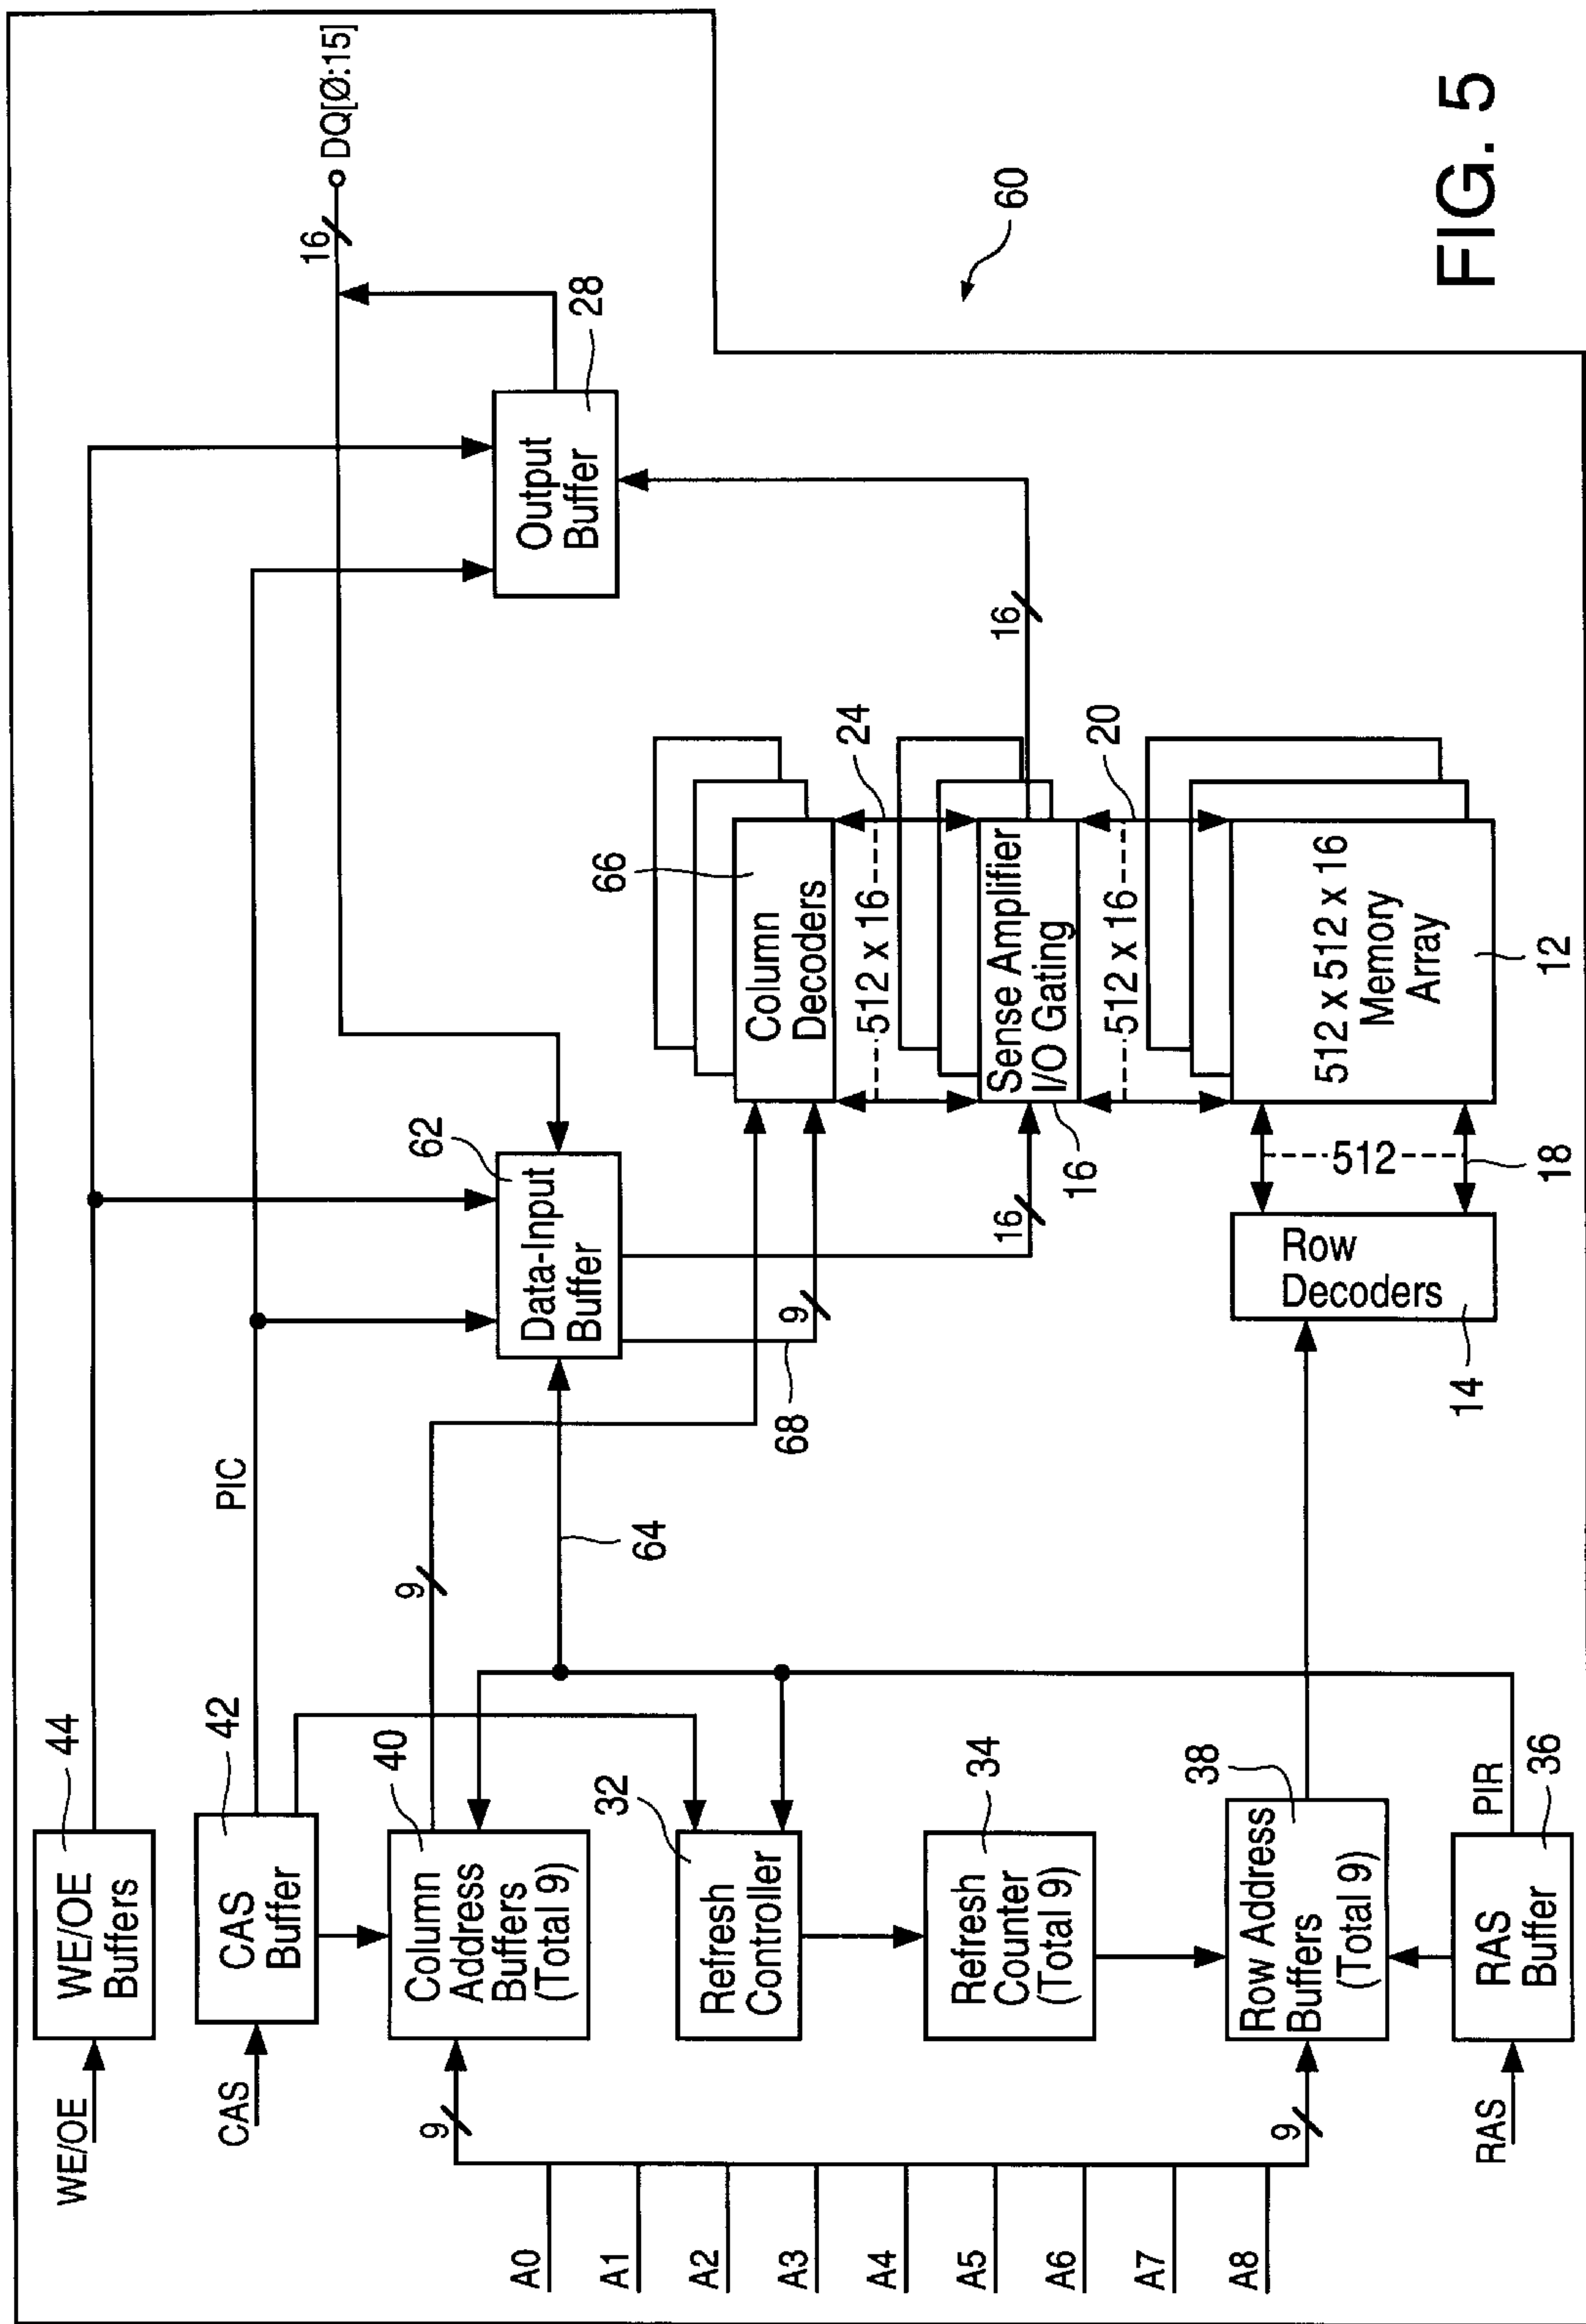 WE/OE
WE/OE
Buffers
44
CAS
CAS
Buffer
42
PIC
16
DQ[Ø:15]
A0
A1
A2
A3
A4
A5
A6
A7
A8
9
Column
Address
Buffers
(Total 9)
40
9
Refresh
Controller
32
Refresh
Counter
(Total 9)
34
9
Row Address
Buffers
(Total 9)
38
RAS
RAS
Buffer
36
PIR
64
Data-Input
Buffer
62
68
9
16
Output
Buffer
28
Column
Decoders
66
512 x 16
24
Sense Amplifier
I/O Gating
16
16
512 x 16
20
512 x 512 x 16
Memory
Array
12
Row
Decoders
14
512
18
60
FIG. 5